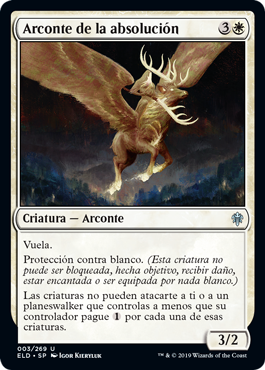 Arconte de la absolución 3
Criatura — Arconte
Vuela.
Protección contra blanco. (Esta criatura no
puede ser bloqueada, hecha objetivo, recibir daño,
estar encantada o ser equipada por nada blanco.)
Las criaturas no pueden atacarte a ti o a un
planeswalker que controlas a menos que su
controlador pague 1 por cada una de esas
criaturas.
3/2
003/269 U
ELD • SP Igor Kieryluk
™ & © 2019 Wizards of the Coast